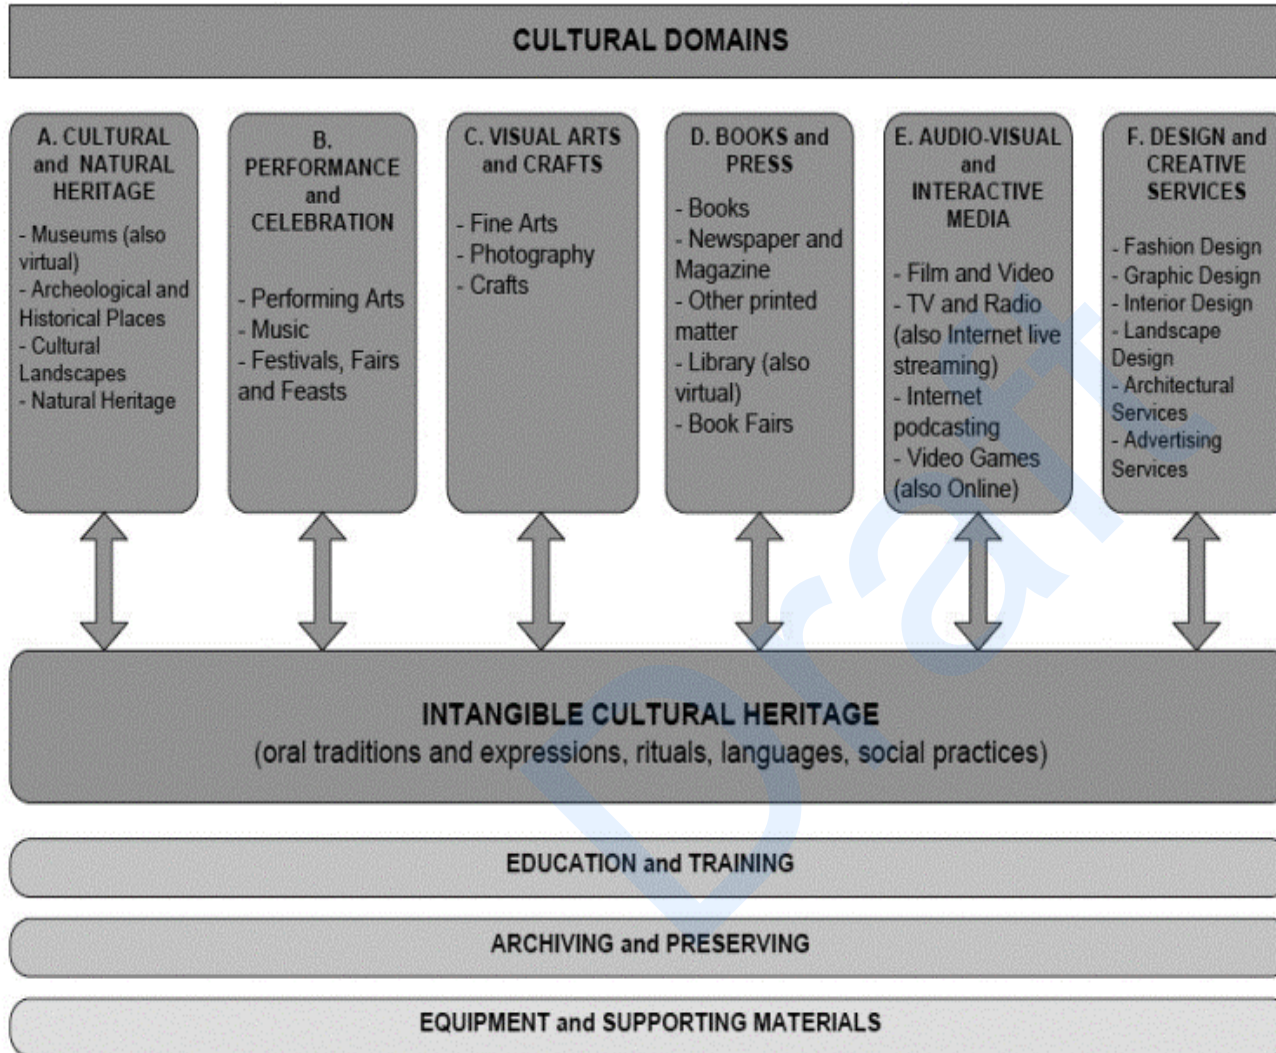 CULTURAL DOMAINS
A. CULTURAL
and NATURAL
HERITAGE
- Museums (also
virtual)
- Archeological and
Historical Places
- Cultural
Landscapes
- Natural Heritage
B.
PERFORMANCE
and
CELEBRATION
- Performing Arts
- Music
- Festivals, Fairs
and Feasts
C. VISUAL ARTS
and CRAFTS
- Fine Arts
- Photography
- Crafts
D. BOOKS and
PRESS
- Books
- Newspaper and
Magazine
- Other printed
matter
- Library (also
virtual)
- Book Fairs
E. AUDIO-VISUAL
and
INTERACTIVE
MEDIA
- Film and Video
- TV and Radio
(also Internet live
streaming)
- Internet
podcasting
- Video Games
(also Online)
F. DESIGN and
CREATIVE
SERVICES
- Fashion Design
- Graphic Design
- Interior Design
- Landscape
Design
- Architectural
Services
- Advertising
Services
INTANGIBLE CULTURAL HERITAGE
(oral traditions and expressions, rituals, languages, social practices)
EDUCATION and TRAINING
ARCHIVING and PRESERVING
EQUIPMENT and SUPPORTING MATERIALS
Draft